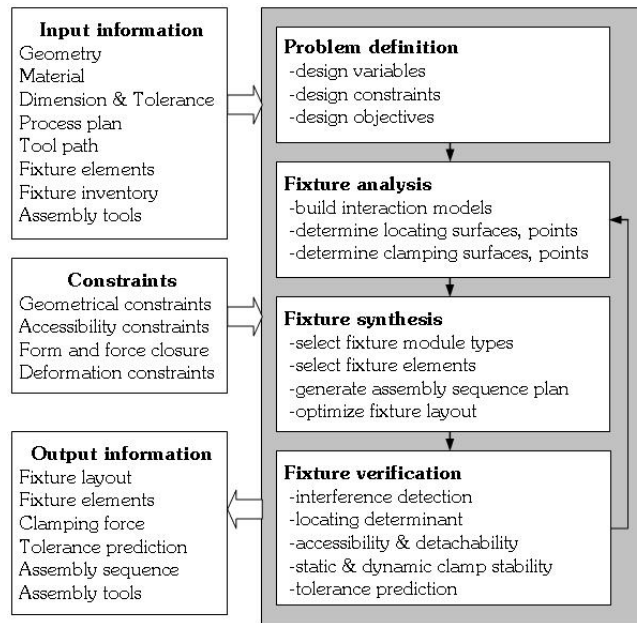 Input information
Geometry
Material
Dimension & Tolerance
Process plan
Tool path
Fixture elements
Fixture inventory
Assembly tools
Constraints
Geometrical constraints
Accessibility constraints
Form and force closure
Deformation constraints
Output information
Fixture layout
Fixture elements
Clamping force
Tolerance prediction
Assembly sequence
Assembly tools
Problem definition
-design variables
-design constraints
-design objectives
Fixture analysis
-build interaction models
-determine locating surfaces, points
-determine clamping surfaces, points
Fixture synthesis
-select fixture module types
-select fixture elements
-generate assembly sequence plan
-optimize fixture layout
Fixture verification
-interference detection
-locating determinant
-accessibility & detachability
-static & dynamic clamp stability
-tolerance prediction